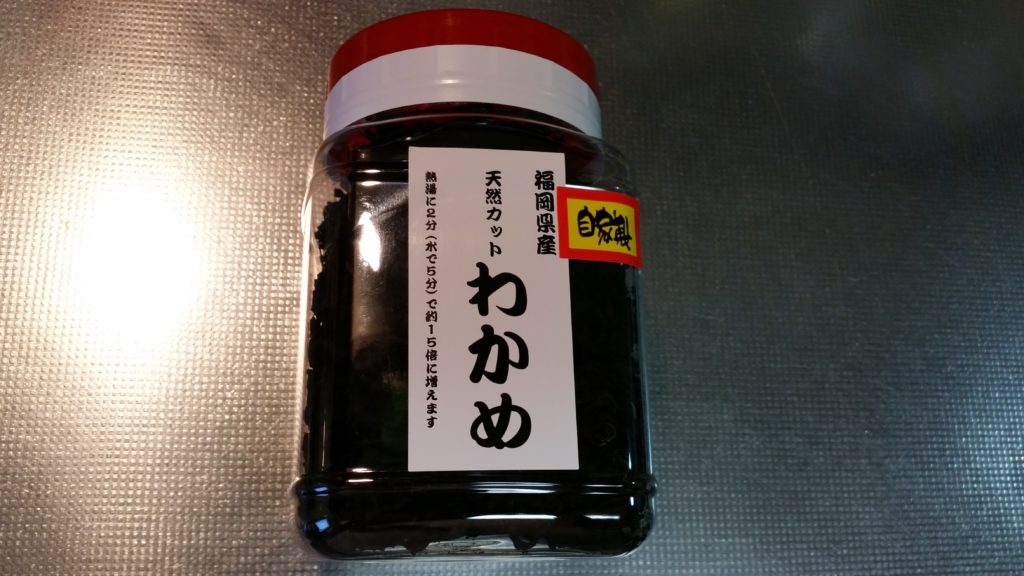 福岡県産
天然カット
わかめ
熱湯に2分(水で5分)で約15倍に増えます
自家製